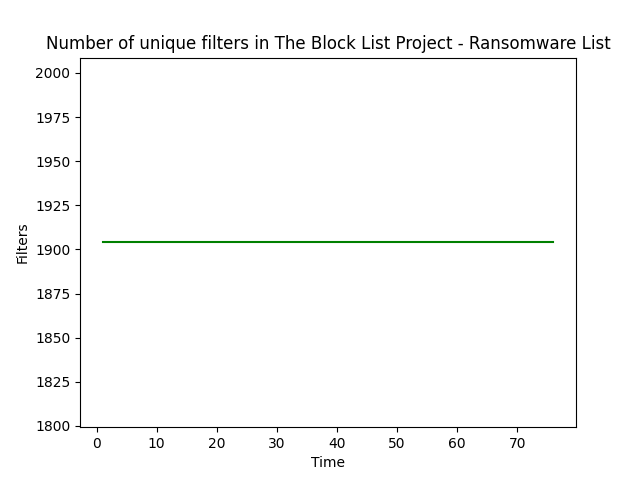 Number of unique filters in The Block List Project - Ransomware List
2000
1975
1950
1925
1900
1875
1850
1825
1800
Filters
0 10 20 30 40 50 60 70
Time